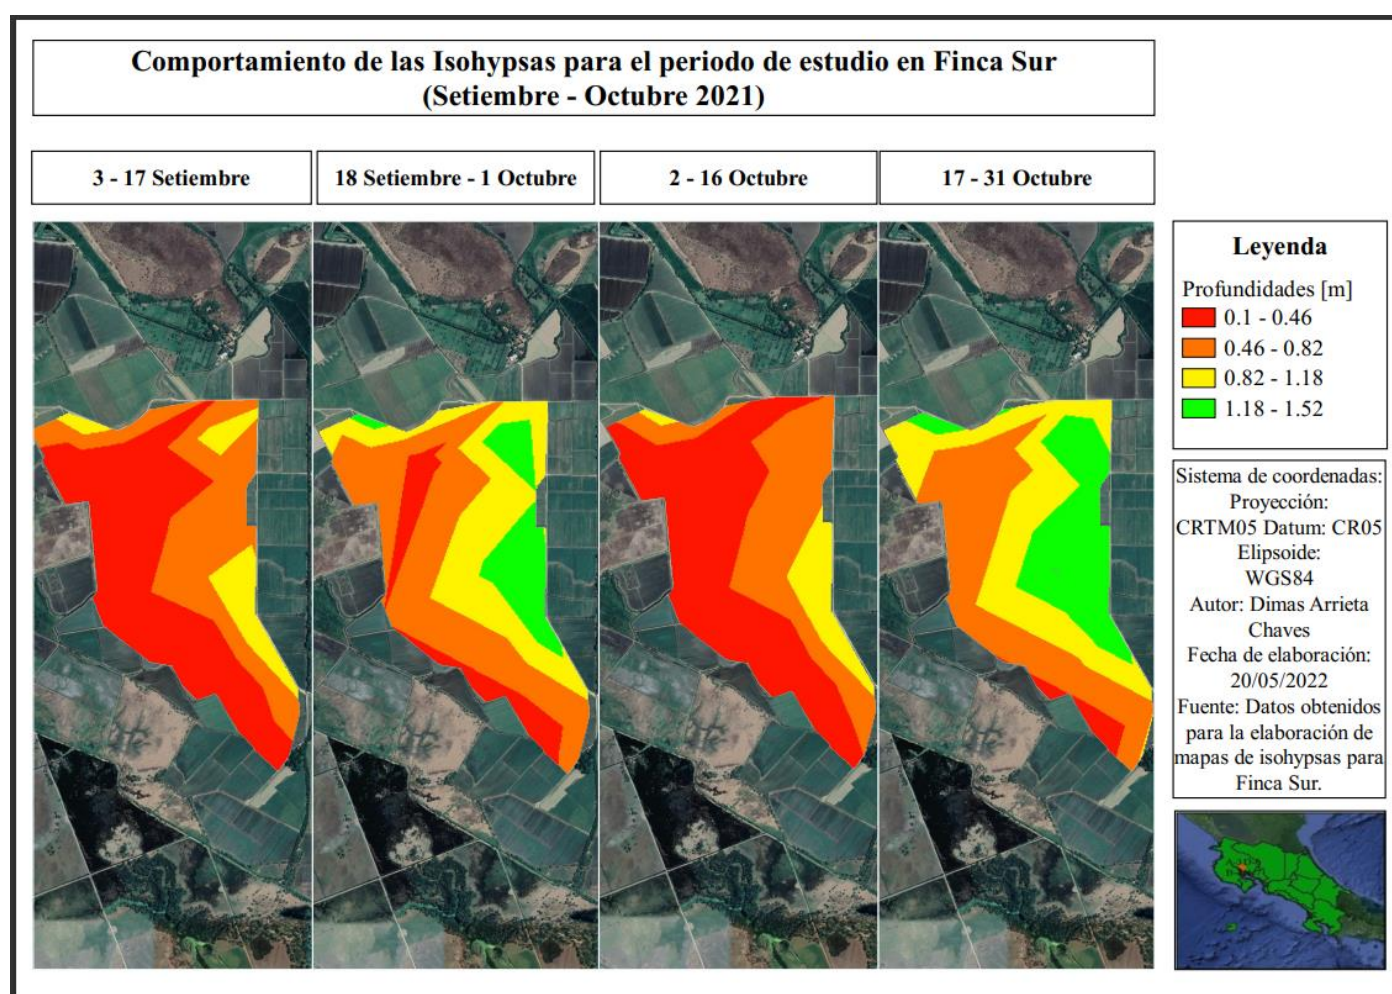 Comportamiento de las Isohypsas para el periodo de estudio en Finca Sur
(Setiembre - Octubre 2021)
3 - 17 Setiembre
18 Setiembre - 1 Octubre
2 - 16 Octubre
17 - 31 Octubre
Leyenda
Profundidades [m]
0.1 - 0.46
0.46 - 0.82
0.82 - 1.18
1.18 - 1.52
Sistema de coordenadas:
Proyección:
CRTM05 Datum: CR05
Elipsoide:
WGS84
Autor: Dimas Arrieta
Chaves
Fecha de elaboración:
20/05/2022
Fuente: Datos obtenidos
para la elaboración de
mapas de isohypsas para
Finca Sur.